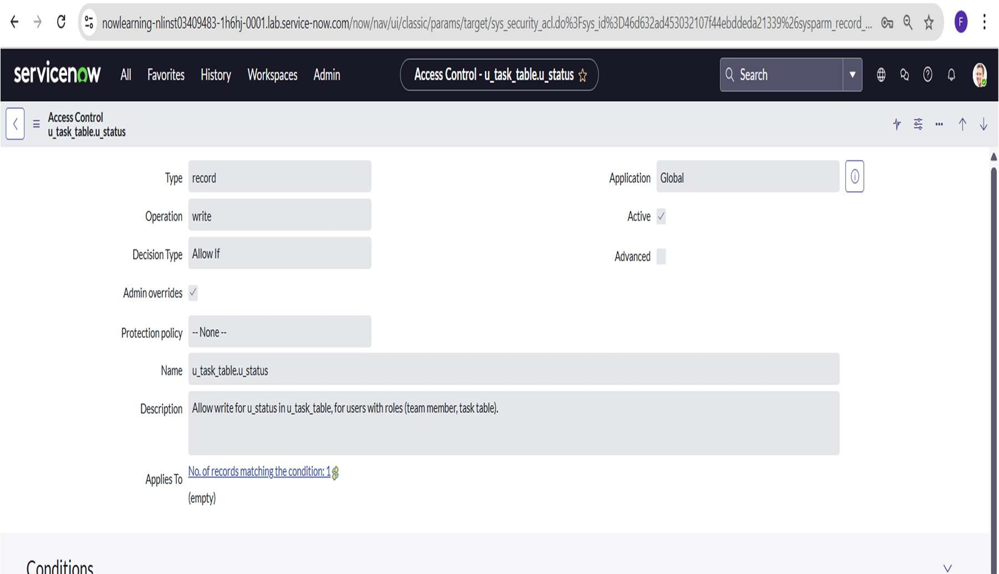 nowlearning-nlinst03409483-1h6hj-0001.lab.service-now.com/now/nav/ui/classic/params/target/sys_security_acl.do%3Fsys_id%3D46d632ad453032107f44ebddeda21339%26sysparm_record_...
F
servicenow All Favorites History Workspaces Admin Access Control - u_task_table.u_status Search
Access Control
u_task_table.u_status
Type record Application Global
Operation write Active
Decision Type Allow If Advanced
Admin overrides
Protection policy -- None --
Name u_task_table.u_status
Description Allow write for u_status in u_task_table, for users with roles (team member, task table).
Applies To No. of records matching the condition: 1
(empty)
Conditions